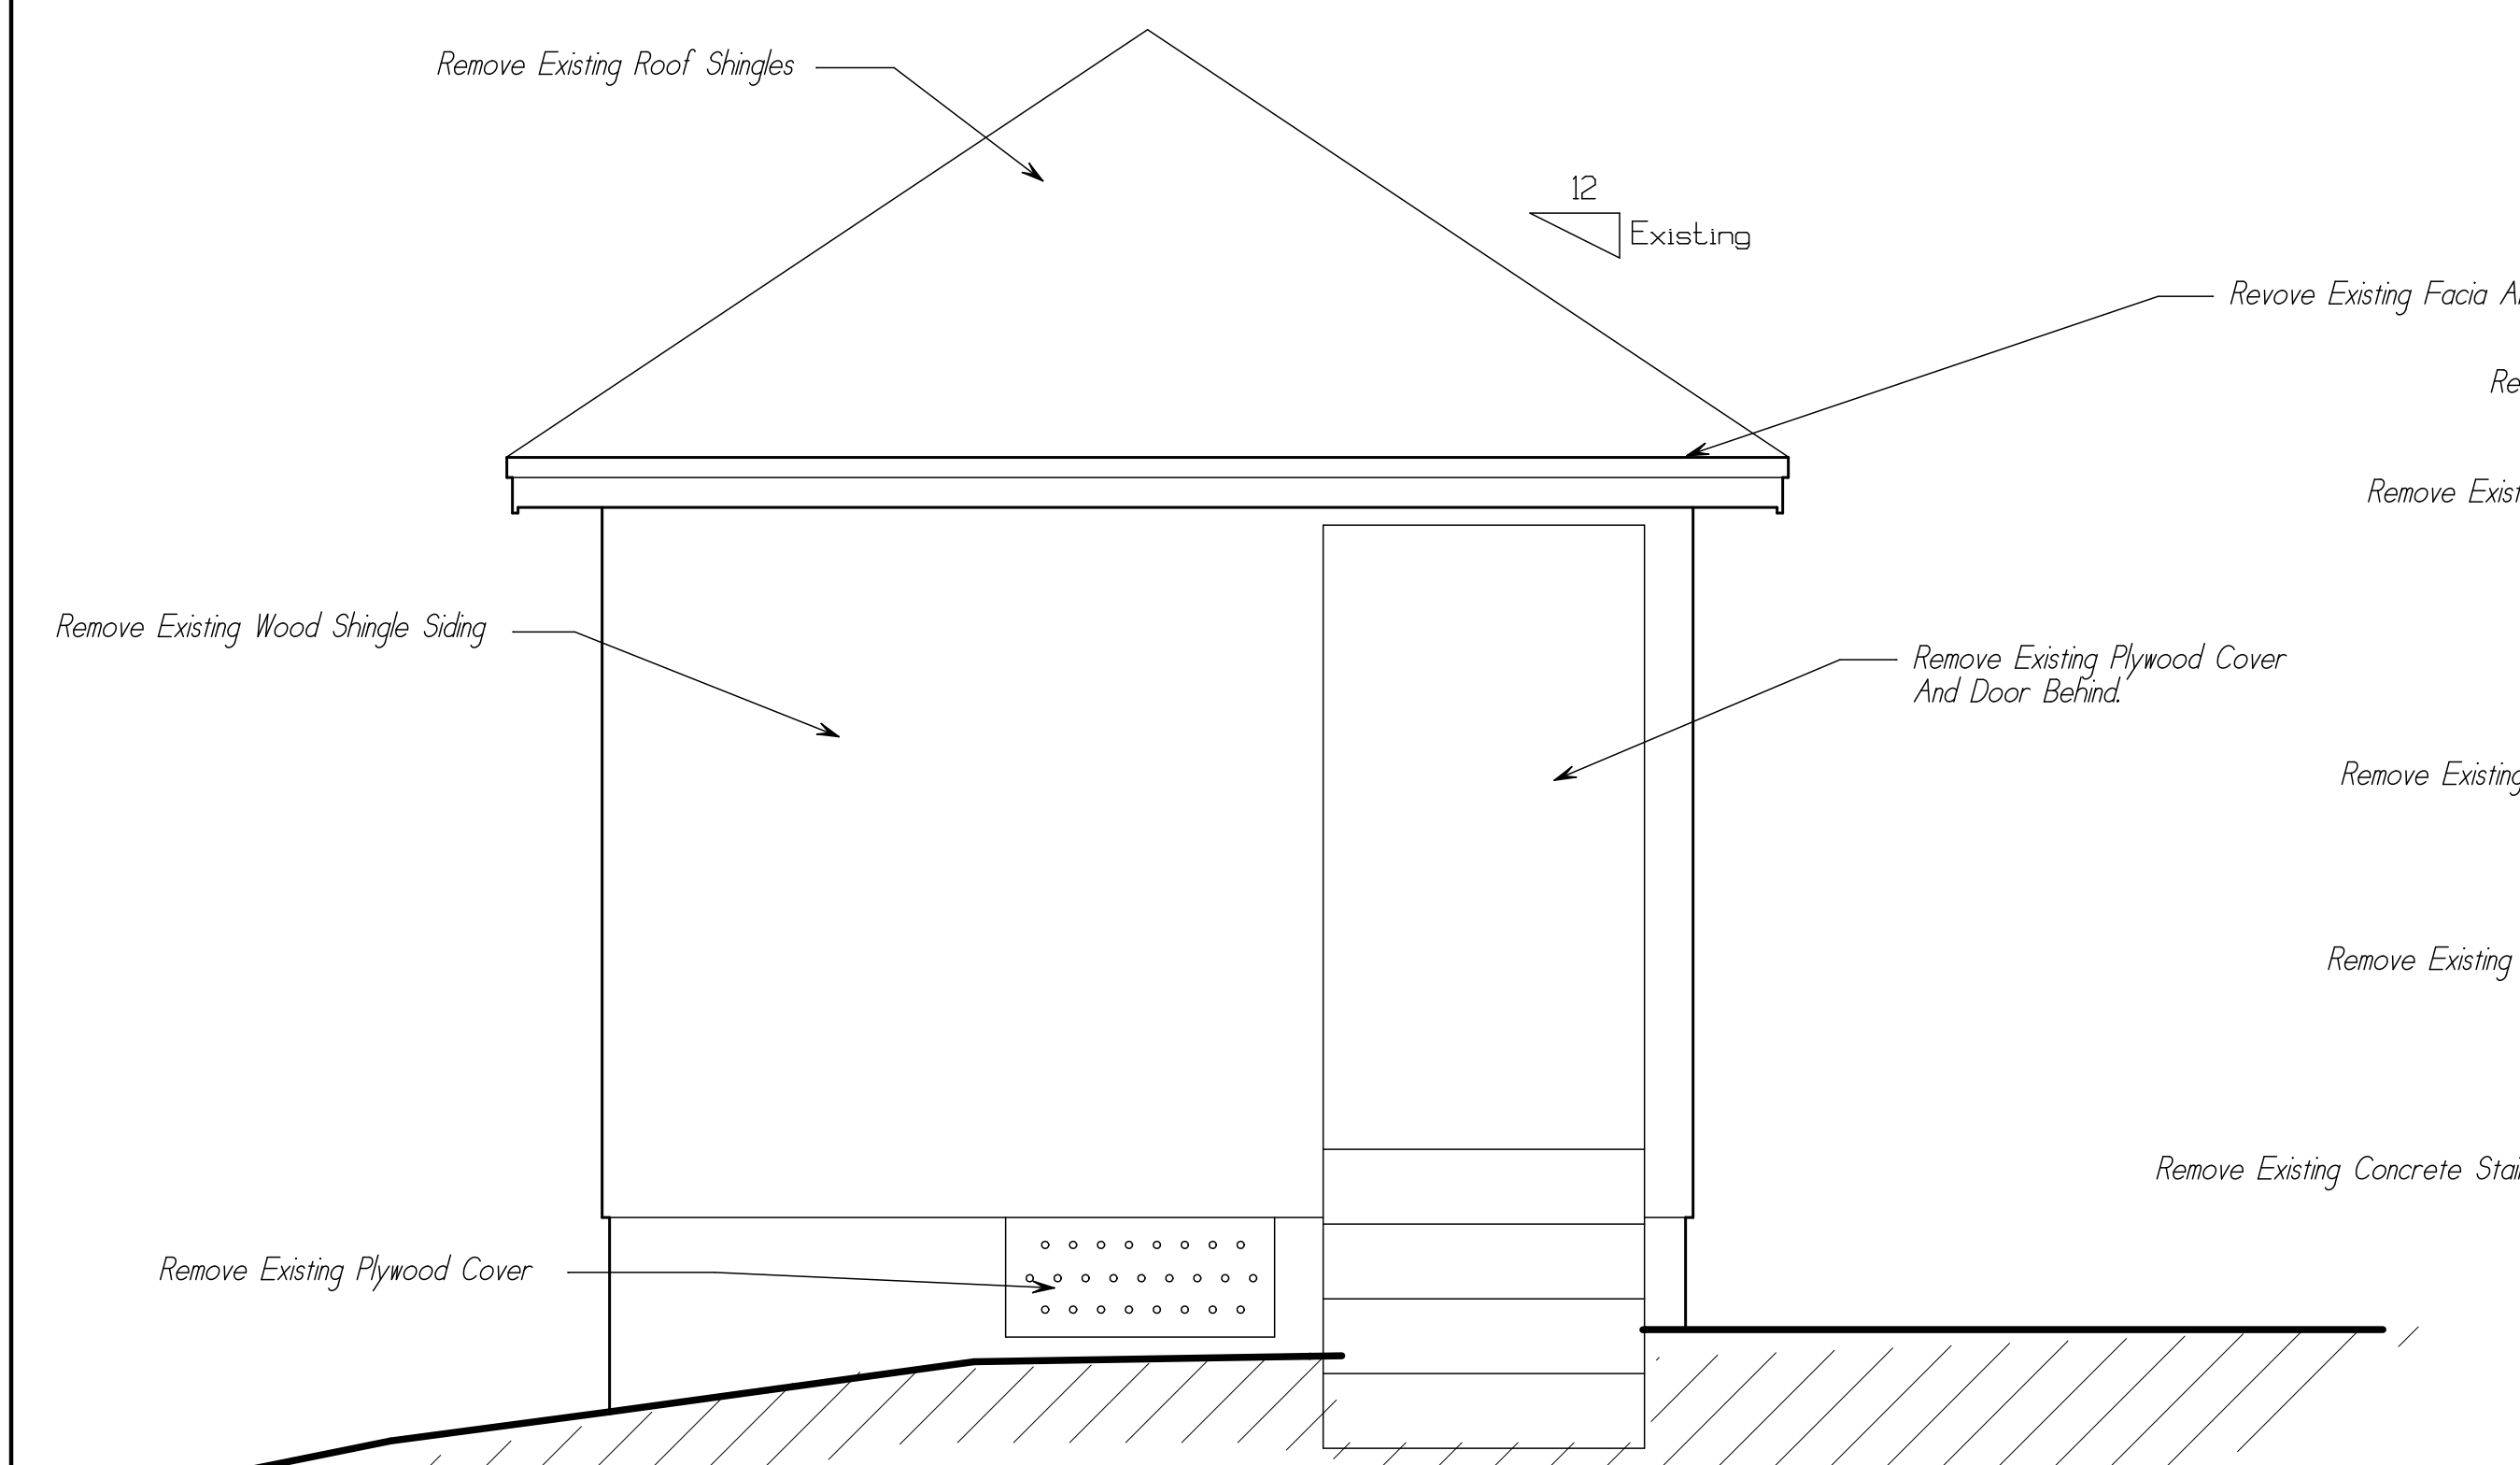 Remove Existing Roof Shingles
12
Existing
Revove Existing Facia
Remove
Remove Existing Wood Shingle Siding
Remove Existing Plywood Cover
And Door Behind.
Remove Existing
Remove Existing
Remove Existing Concrete
Remove Existing Plywood Cover